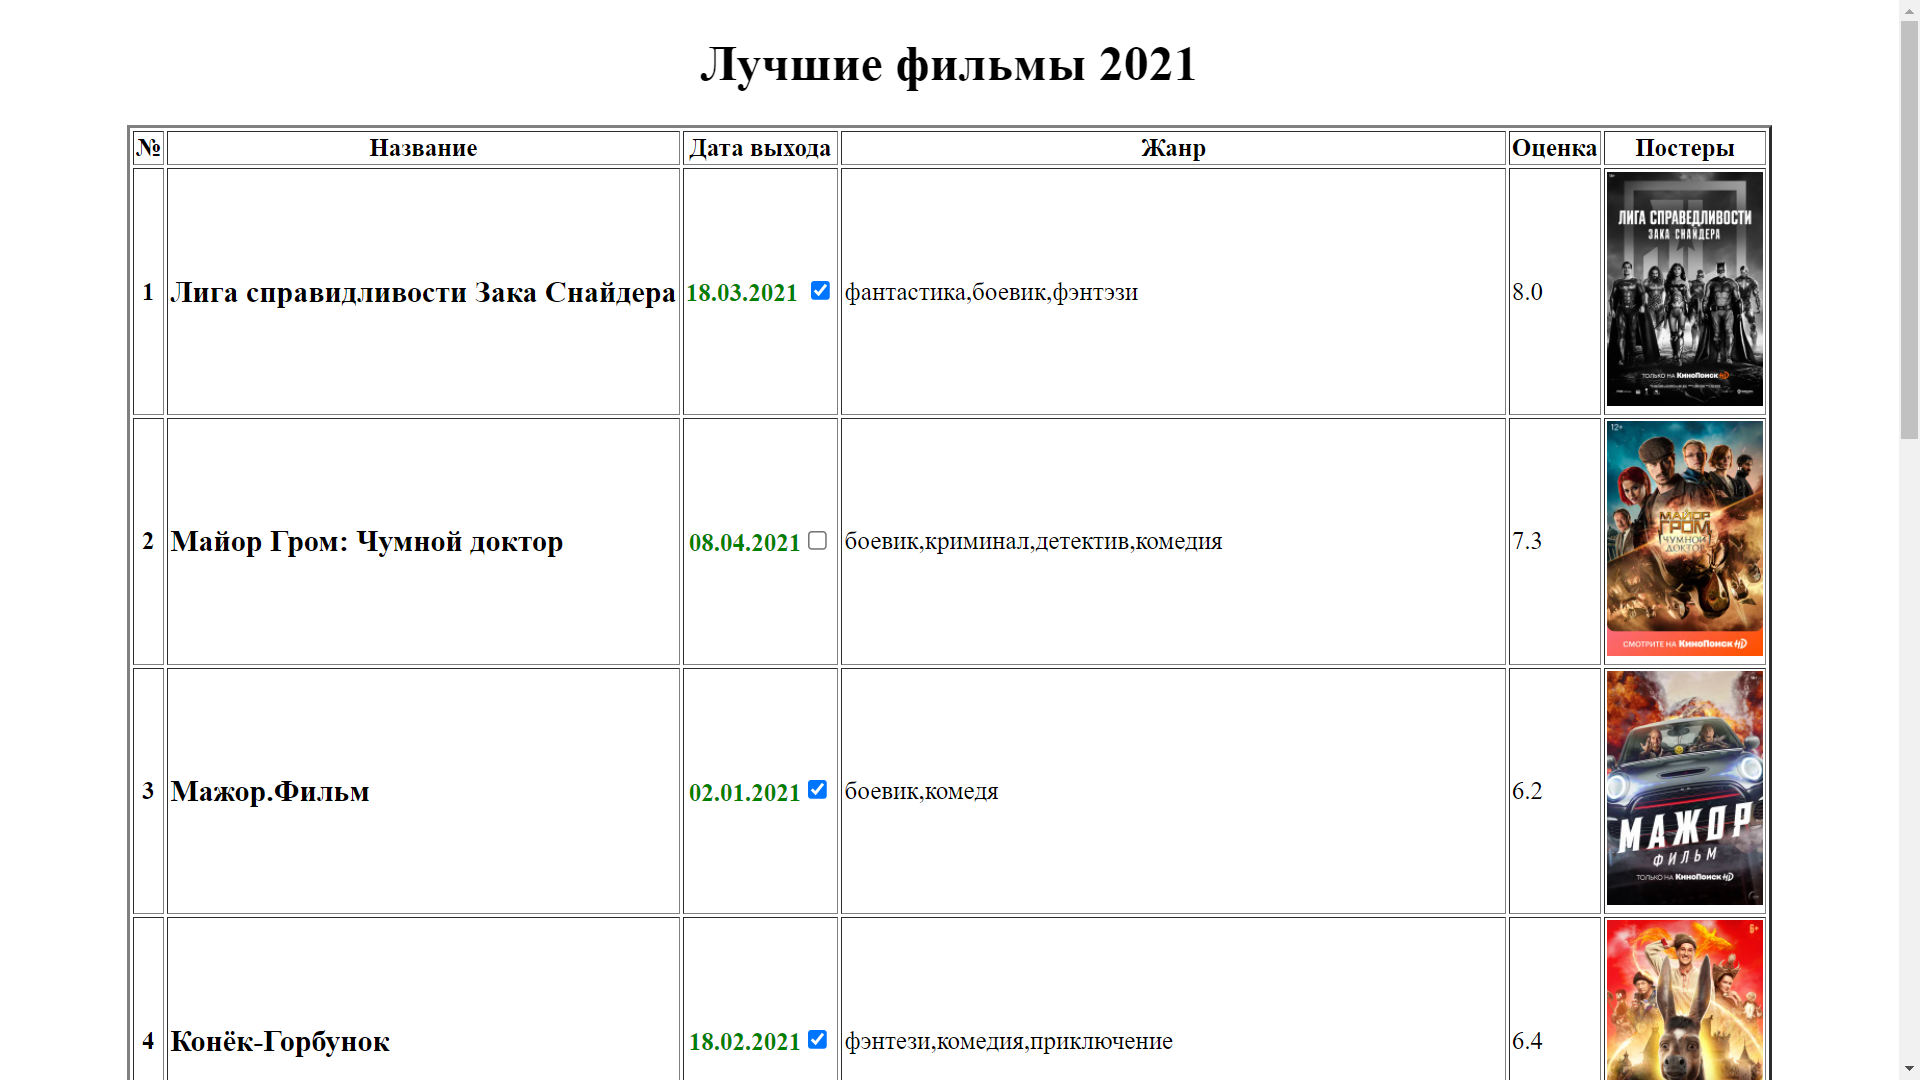 Лучшие фильмы 2021
№ Название Дата выхода Жанр Оценка Постеры
1 Лига справидливости Зака Снайдера 18.03.2021 фантастика,боевик,фэнтэзи 8.0
ЛИГА СПРАВЕДЛИВОСТИ
ЗАКА СНАЙДЕРА
ТОЛЬКО НА КиноПоиск HD
2 Майор Гром: Чумной доктор 08.04.2021 боевик,криминал,детектив,комедия 7.3
12+
МАЙОР
ГРОМ
ЧУМНОЙ
ДОКТОР
СМОТРИТЕ НА КиноПоиск HD
3 Мажор.Фильм 02.01.2021 боевик,комедя 6.2
МАЖОР
ФИЛЬМ
ТОЛЬКО НА КиноПоиск HD
4 Конёк-Горбунок 18.02.2021 фэнтези,комедия,приключение 6.4
6+